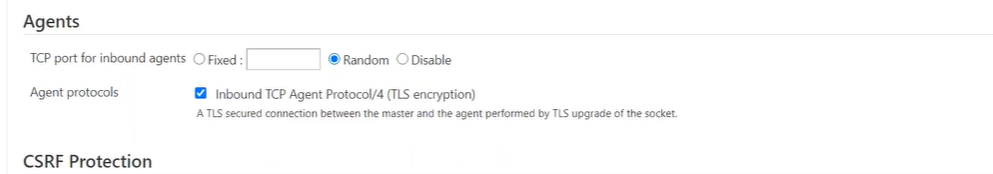 Agents
TCP port for inbound agents Fixed : Random Disable
Agent protocols Inbound TCP Agent Protocol/4 (TLS encryption)
A TLS secured connection between the master and the agent performed by TLS upgrade of the socket.
CSRF Protection